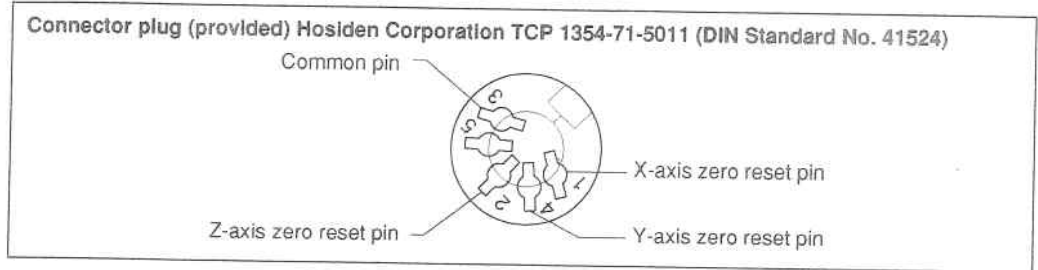 Connector plug (provided) Hosiden Corporation TCP 1354-71-5011 (DIN Standard No. 41524)
Common pin
3
5
X-axis zero reset pin
1
2
4
Z-axis zero reset pin
Y-axis zero reset pin